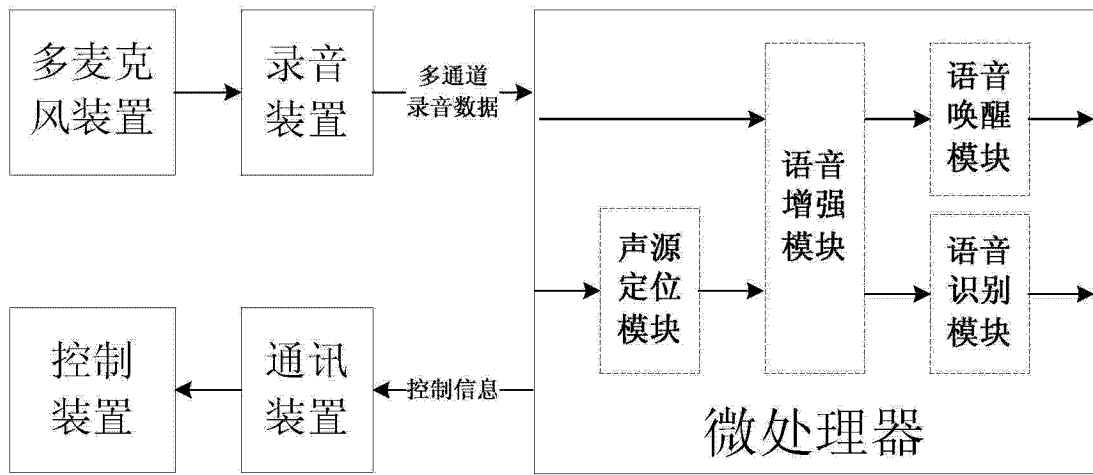 多麦克
风装置
录音
装置
多通道
录音数据
语音
增强
模块
语音
唤醒
模块
声源
定位
模块
语音
识别
模块
控制
装置
通讯
装置
控制信息
微处理器